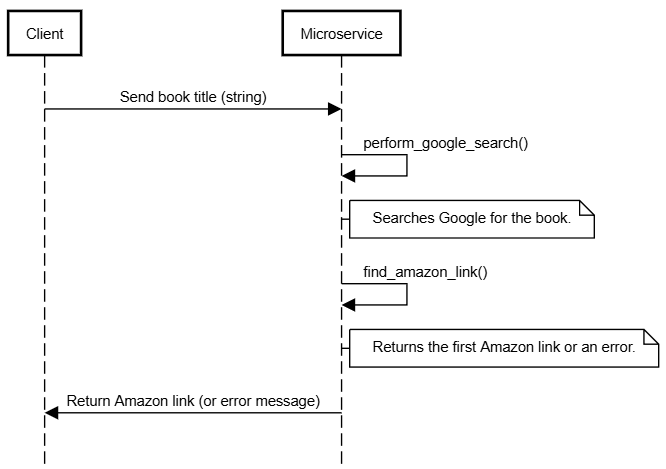 Client
Microservice
Send book title (string)
perform_google_search()
Searches Google for the book.
find_amazon_link()
Returns the first Amazon link or an error.
Return Amazon link (or error message)